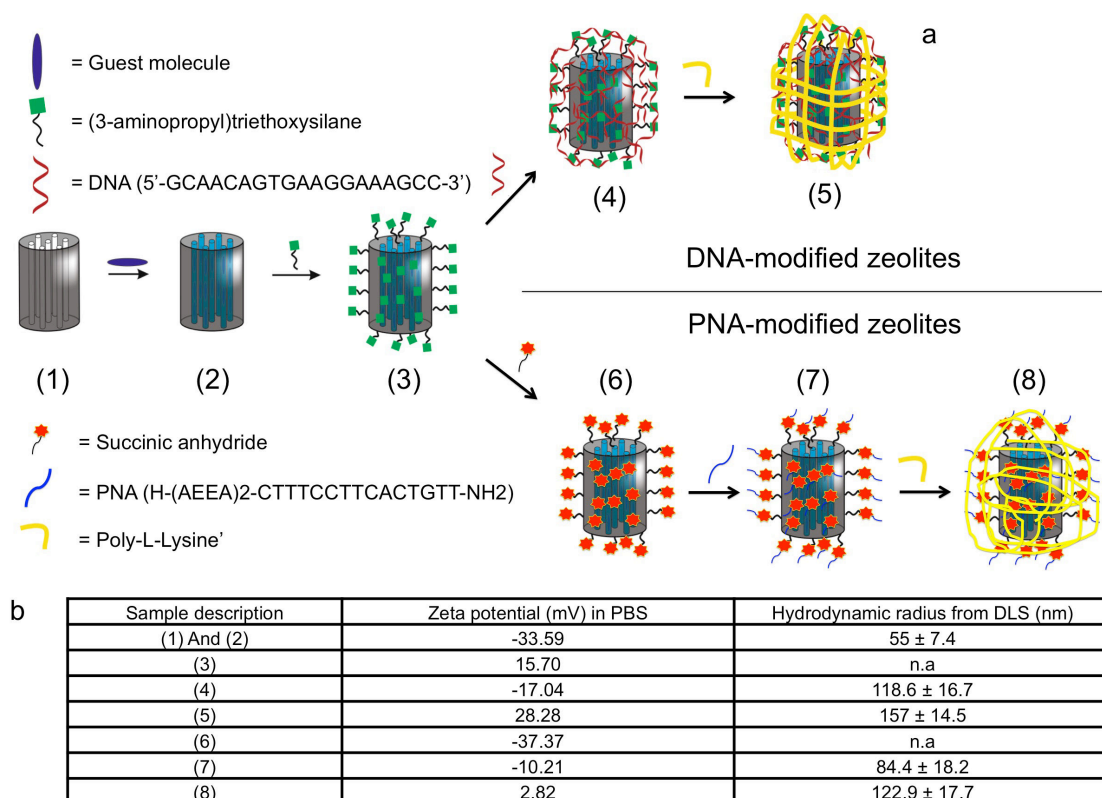 a
= Guest molecule
= (3-aminopropyl)triethoxysilane
= DNA (5'-GCAACAGTGAAGGAAAGCC-3')
(4)
(5)
DNA-modified zeolites
PNA-modified zeolites
(1)
(2)
(3)
(6)
(7)
(8)
= Succinic anhydride
= PNA (H-(AEEA)2-CTTTCCTTCACTGTT-NH2)
= Poly-L-Lysine'
b
Sample description Zeta potential (mV) in PBS Hydrodynamic radius from DLS (nm)
(1) And (2) -33.59 55 ± 7.4
(3) 15.70 n.a
(4) -17.04 118.6 ± 16.7
(5) 28.28 157 ± 14.5
(6) -37.37 n.a
(7) -10.21 84.4 ± 18.2
(8) 2.82 122.9 ± 17.7